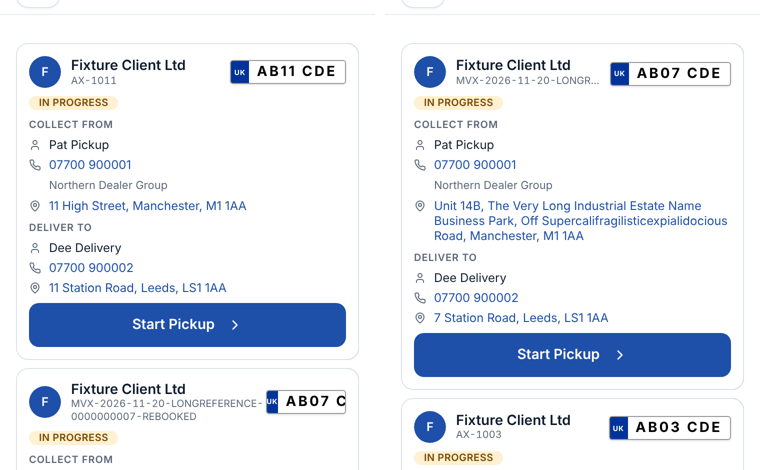 F
Fixture Client Ltd
AX-1011
UK AB11 CDE
IN PROGRESS
COLLECT FROM
Pat Pickup
07700 900001
Northern Dealer Group
11 High Street, Manchester, M1 1AA
DELIVER TO
Dee Delivery
07700 900002
11 Station Road, Leeds, LS1 1AA
Start Pickup
F
Fixture Client Ltd
MVX-2026-11-20-LONGREFERENCE-
0000000007-REBOOKED
UK AB07 C
IN PROGRESS
COLLECT FROM
F
Fixture Client Ltd
MVX-2026-11-20-LONGR...
UK AB07 CDE
IN PROGRESS
COLLECT FROM
Pat Pickup
07700 900001
Northern Dealer Group
Unit 14B, The Very Long Industrial Estate Name
Business Park, Off Supercalifragilisticexpialidocious
Road, Manchester, M1 1AA
DELIVER TO
Dee Delivery
07700 900002
7 Station Road, Leeds, LS1 1AA
Start Pickup
F
Fixture Client Ltd
AX-1003
UK AB03 CDE
IN PROGRESS